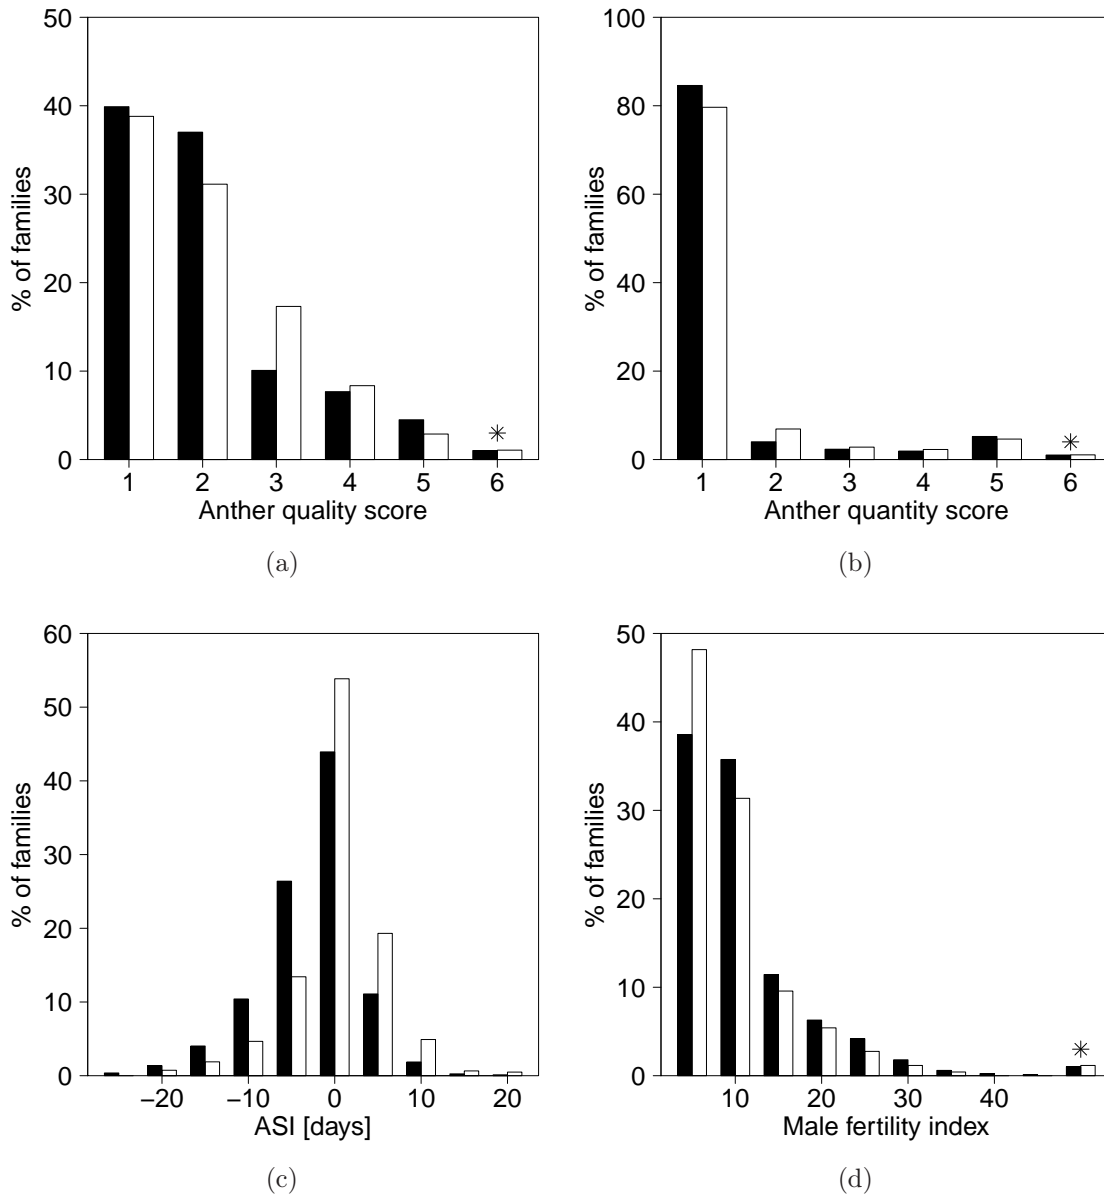 50
40
30
20
10
0
% of families
1 2 3 4 5 6
Anther quality score
*
(a)
100
80
60
40
20
0
% of families
1 2 3 4 5 6
Anther quantity score
*
(b)
60
50
40
30
20
10
0
% of families
−20 −10 0 10 20
ASI [days]
(c)
50
40
30
20
10
0
% of families
10 20 30 40
Male fertility index
*
(d)